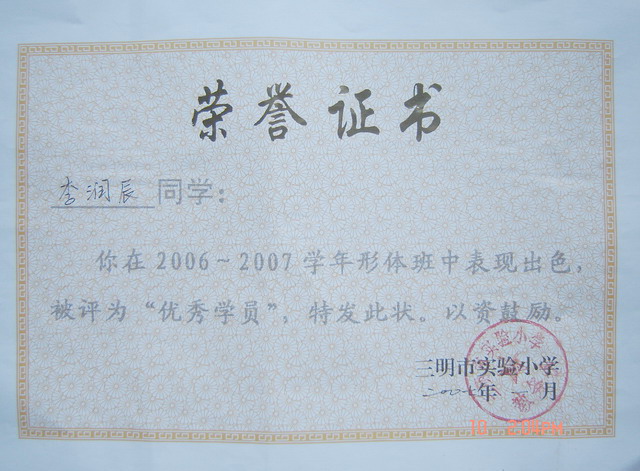 荣誉证书
李润辰同学：
你在2006～2007学年形体班中表现出色，
被评为“优秀学员”，特发此状。以资鼓励。
三明市实验小学
年 月